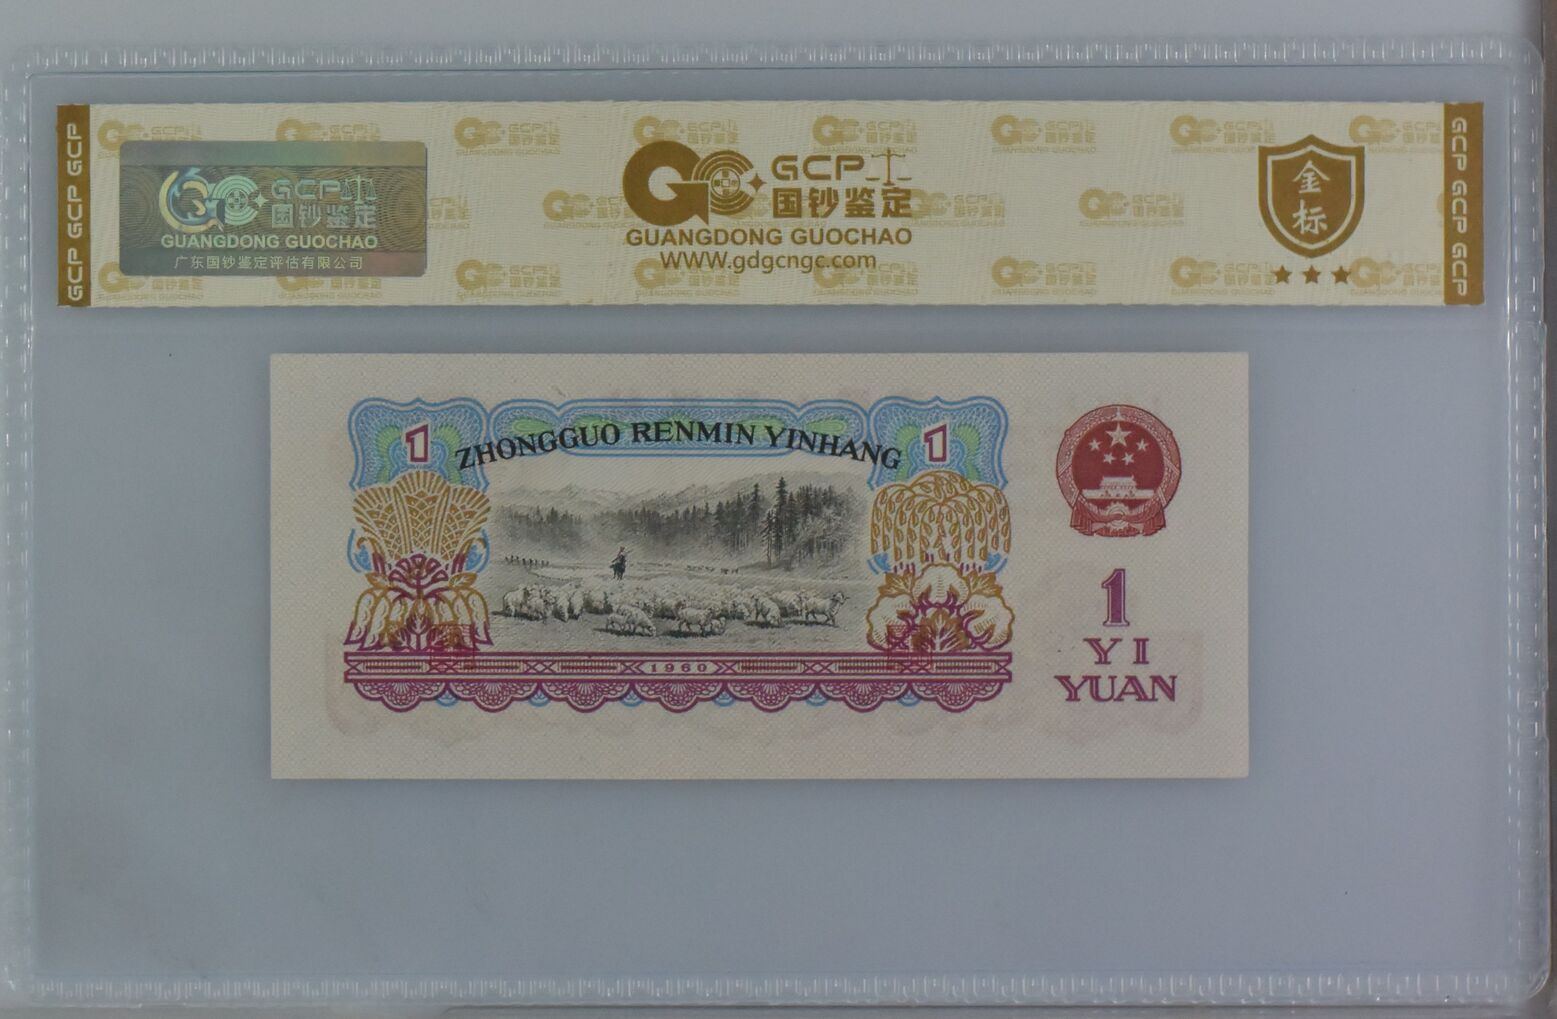 GCP GCP GCP
GCP
国钞鉴定
GUANGDONG GUOCHAO
广东国钞鉴定评估有限公司
GCP
国钞鉴定
GUANGDONG GUOCHAO
WWW.gdgcngc.com
金标
GCP GCP GCP
ZHONGGUO RENMIN YINHANG
1
1
1960
1
YI
YUAN